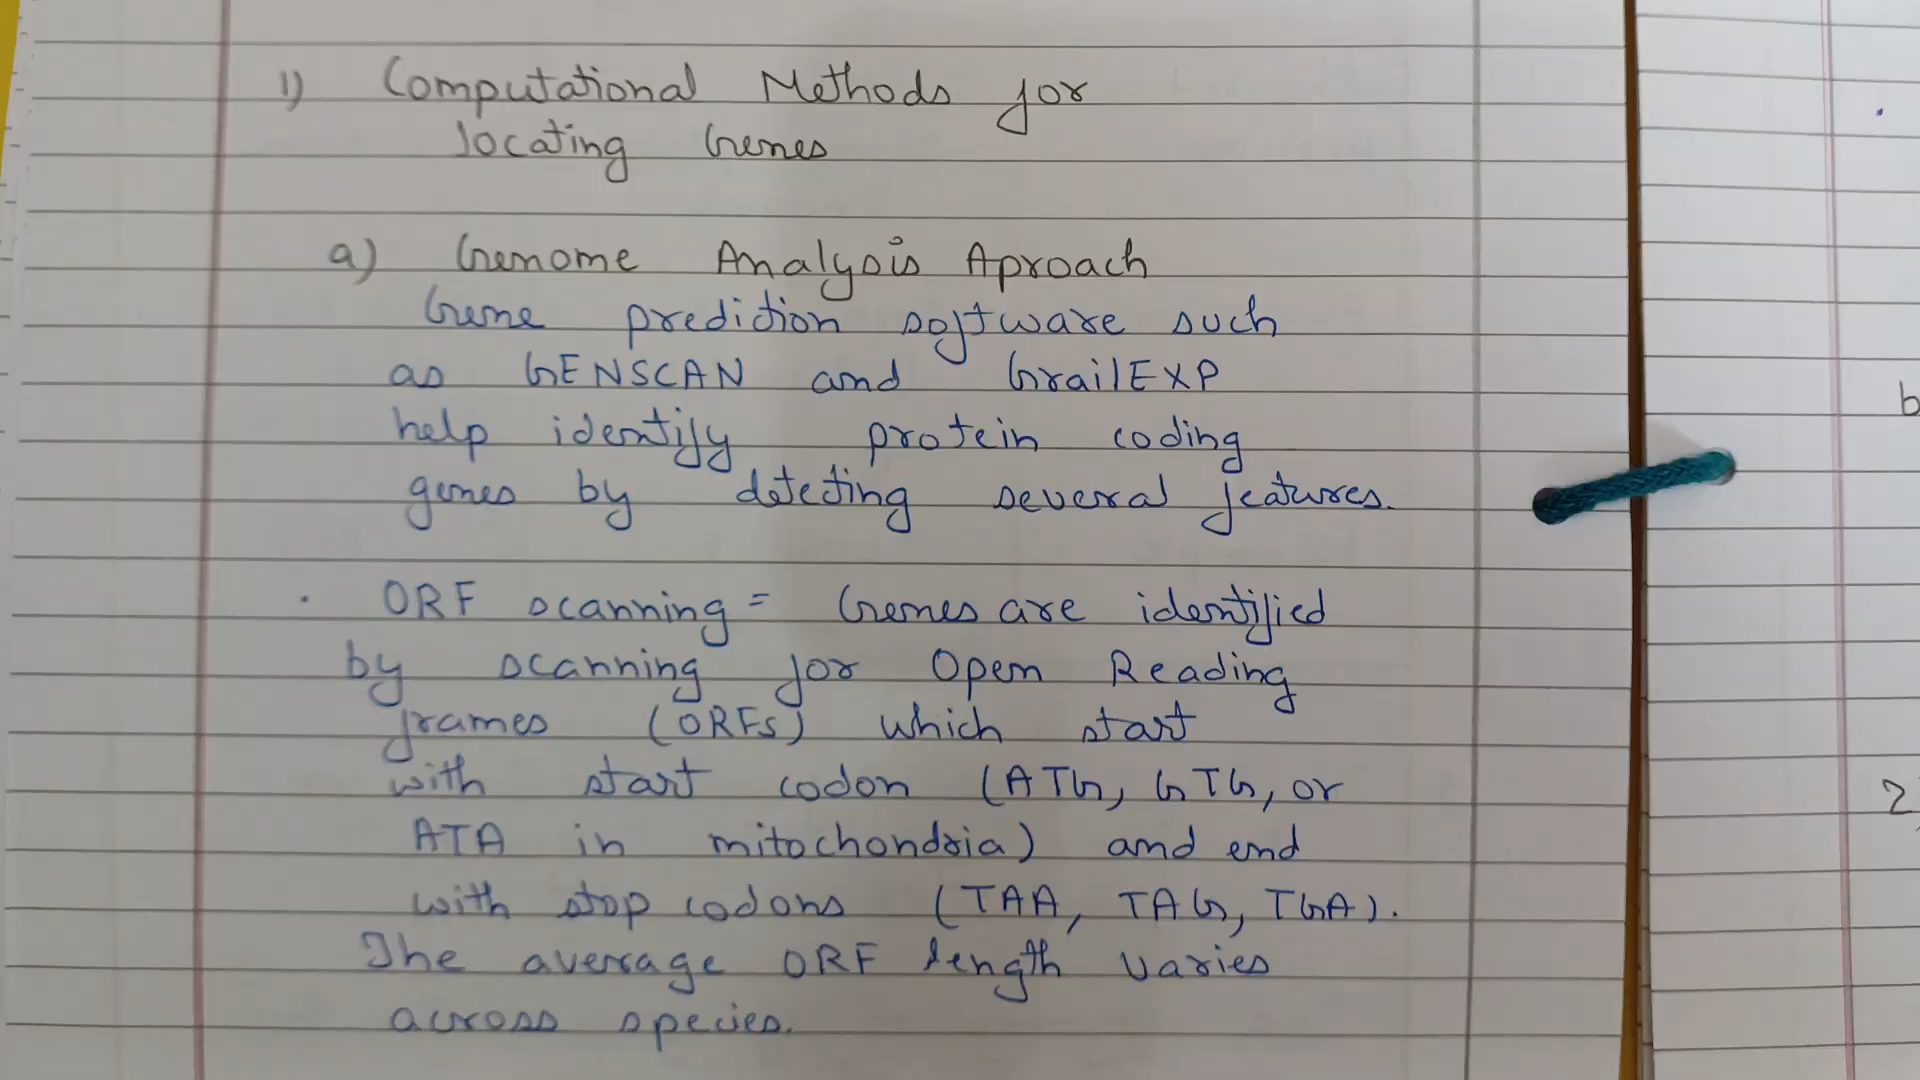 1) Computational Methods for
locating Genes
a) Genome Analysis Aproach
Gene prediction software such
as GENSCAN and GrailEXP
help identify protein coding
genes by detecting several features.
· ORF scanning = Genes are identified
by scanning for Open Reading
frames (ORFs) which start
with start codon (ATG, GTG, or
ATA in mitochondria) and end
with stop codons (TAA, TAG, TGA).
The average ORF length varies
across species.
b
2